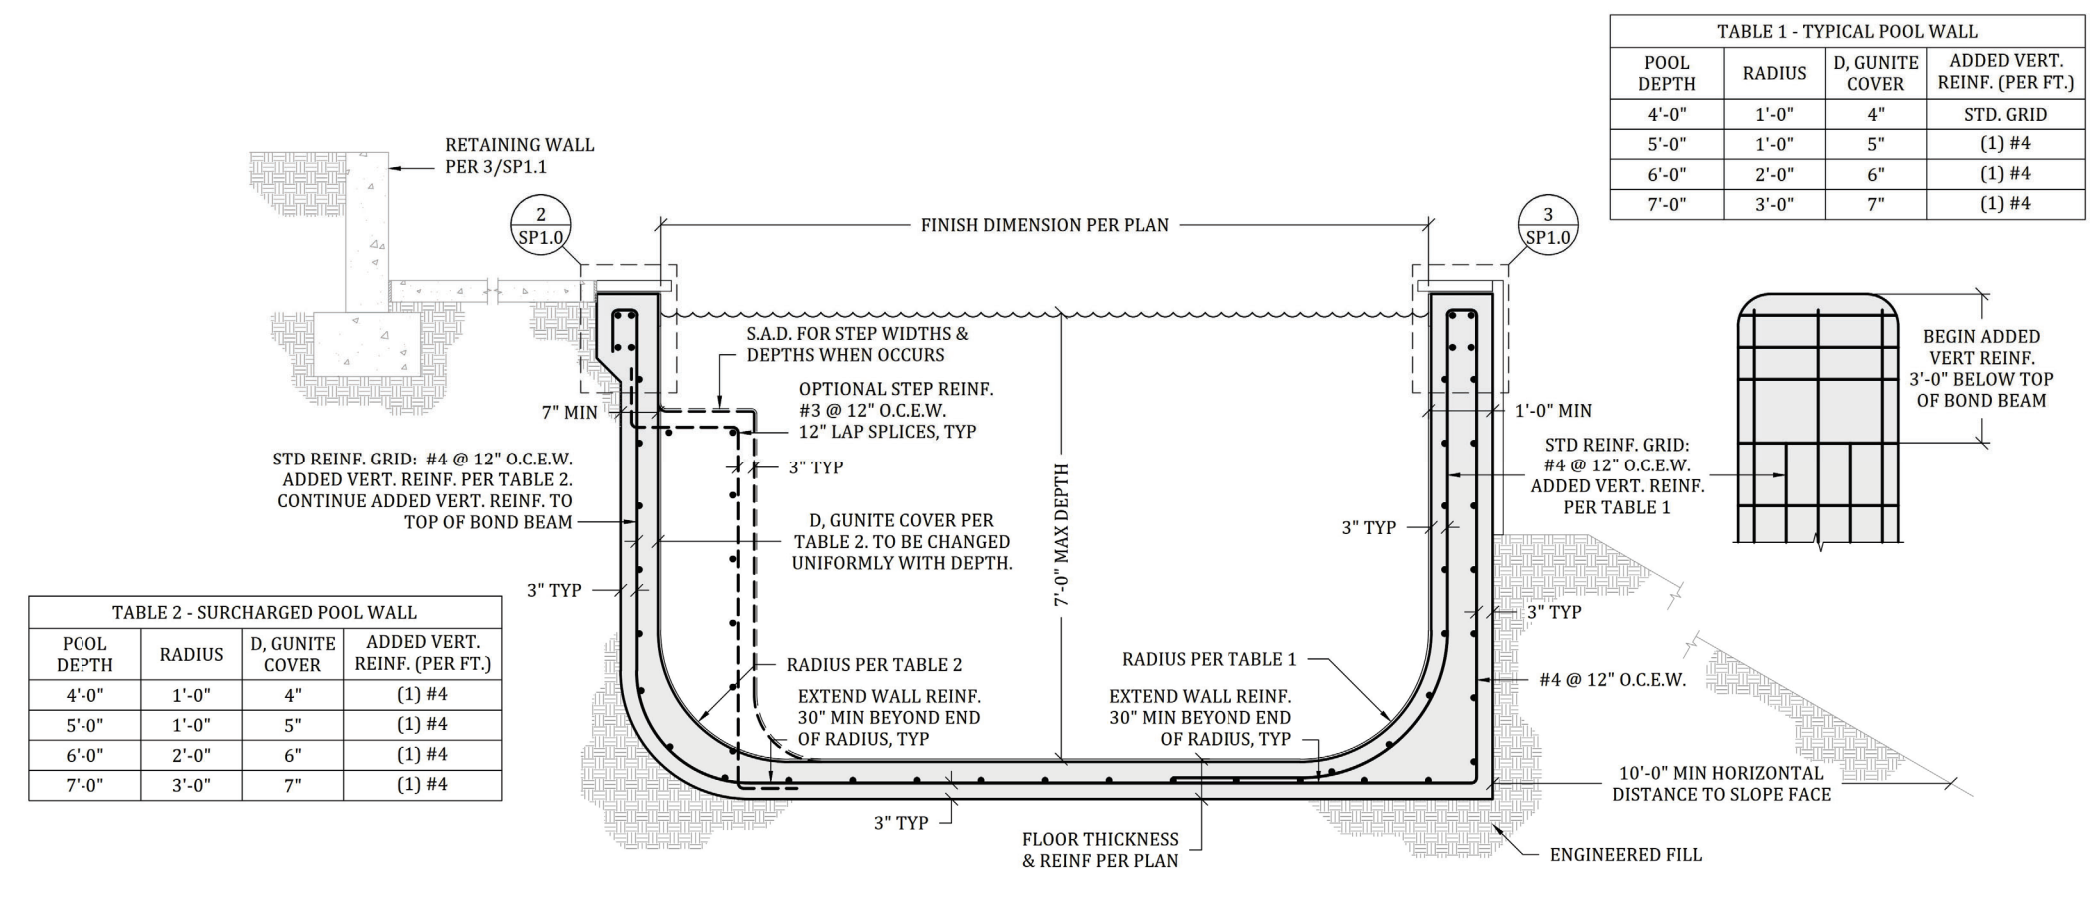 TABLE 1 - TYPICAL POOL WALL
POOL DEPTH RADIUS D, GUNITE COVER ADDED VERT. REINF. (PER FT.)
4'-0" 1'-0" 4" STD. GRID
5'-0" 1'-0" 5" (1) #4
6'-0" 2'-0" 6" (1) #4
7'-0" 3'-0" 7" (1) #4
RETAINING WALL
PER 3/SP1.1
2
SP1.0
FINISH DIMENSION PER PLAN
3
SP1.0
S.A.D. FOR STEP WIDTHS &
DEPTHS WHEN OCCURS
OPTIONAL STEP REINF.
#3 @ 12" O.C.E.W.
12" LAP SPLICES, TYP
7" MIN
3" TYP
STD REINF. GRID: #4 @ 12" O.C.E.W.
ADDED VERT. REINF. PER TABLE 2.
CONTINUE ADDED VERT. REINF. TO
TOP OF BOND BEAM
D, GUNITE COVER PER
TABLE 2. TO BE CHANGED
UNIFORMLY WITH DEPTH.
3" TYP
7'-0" MAX DEPTH
1'-0" MIN
STD REINF. GRID:
#4 @ 12" O.C.E.W.
ADDED VERT. REINF.
PER TABLE 1
3" TYP
BEGIN ADDED
VERT REINF.
3'-0" BELOW TOP
OF BOND BEAM
3" TYP
#4 @ 12" O.C.E.W.
TABLE 2 - SURCHARGED POOL WALL
POOL DEPTH RADIUS D, GUNITE COVER ADDED VERT. REINF. (PER FT.)
4'-0" 1'-0" 4" (1) #4
5'-0" 1'-0" 5" (1) #4
6'-0" 2'-0" 6" (1) #4
7'-0" 3'-0" 7" (1) #4
RADIUS PER TABLE 2
EXTEND WALL REINF.
30" MIN BEYOND END
OF RADIUS, TYP
RADIUS PER TABLE 1
EXTEND WALL REINF.
30" MIN BEYOND END
OF RADIUS, TYP
10'-0" MIN HORIZONTAL
DISTANCE TO SLOPE FACE
3" TYP
FLOOR THICKNESS
& REINF PER PLAN
ENGINEERED FILL